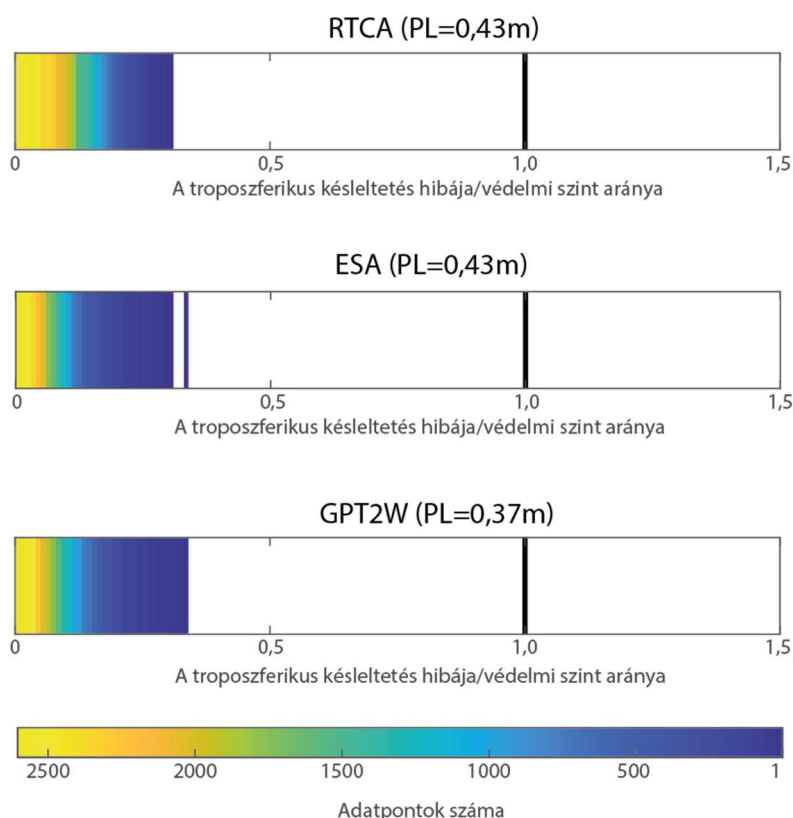 RTCA (PL=0,43m)
0 0,5 1,0 1,5
A troposzferikus késleltetés hibája/védelmi szint aránya
ESA (PL=0,43m)
0 0,5 1,0 1,5
A troposzferikus késleltetés hibája/védelmi szint aránya
GPT2W (PL=0,37m)
0 0,5 1,0 1,5
A troposzferikus késleltetés hibája/védelmi szint aránya
2500 2000 1500 1000 500 1
Adatpontok száma